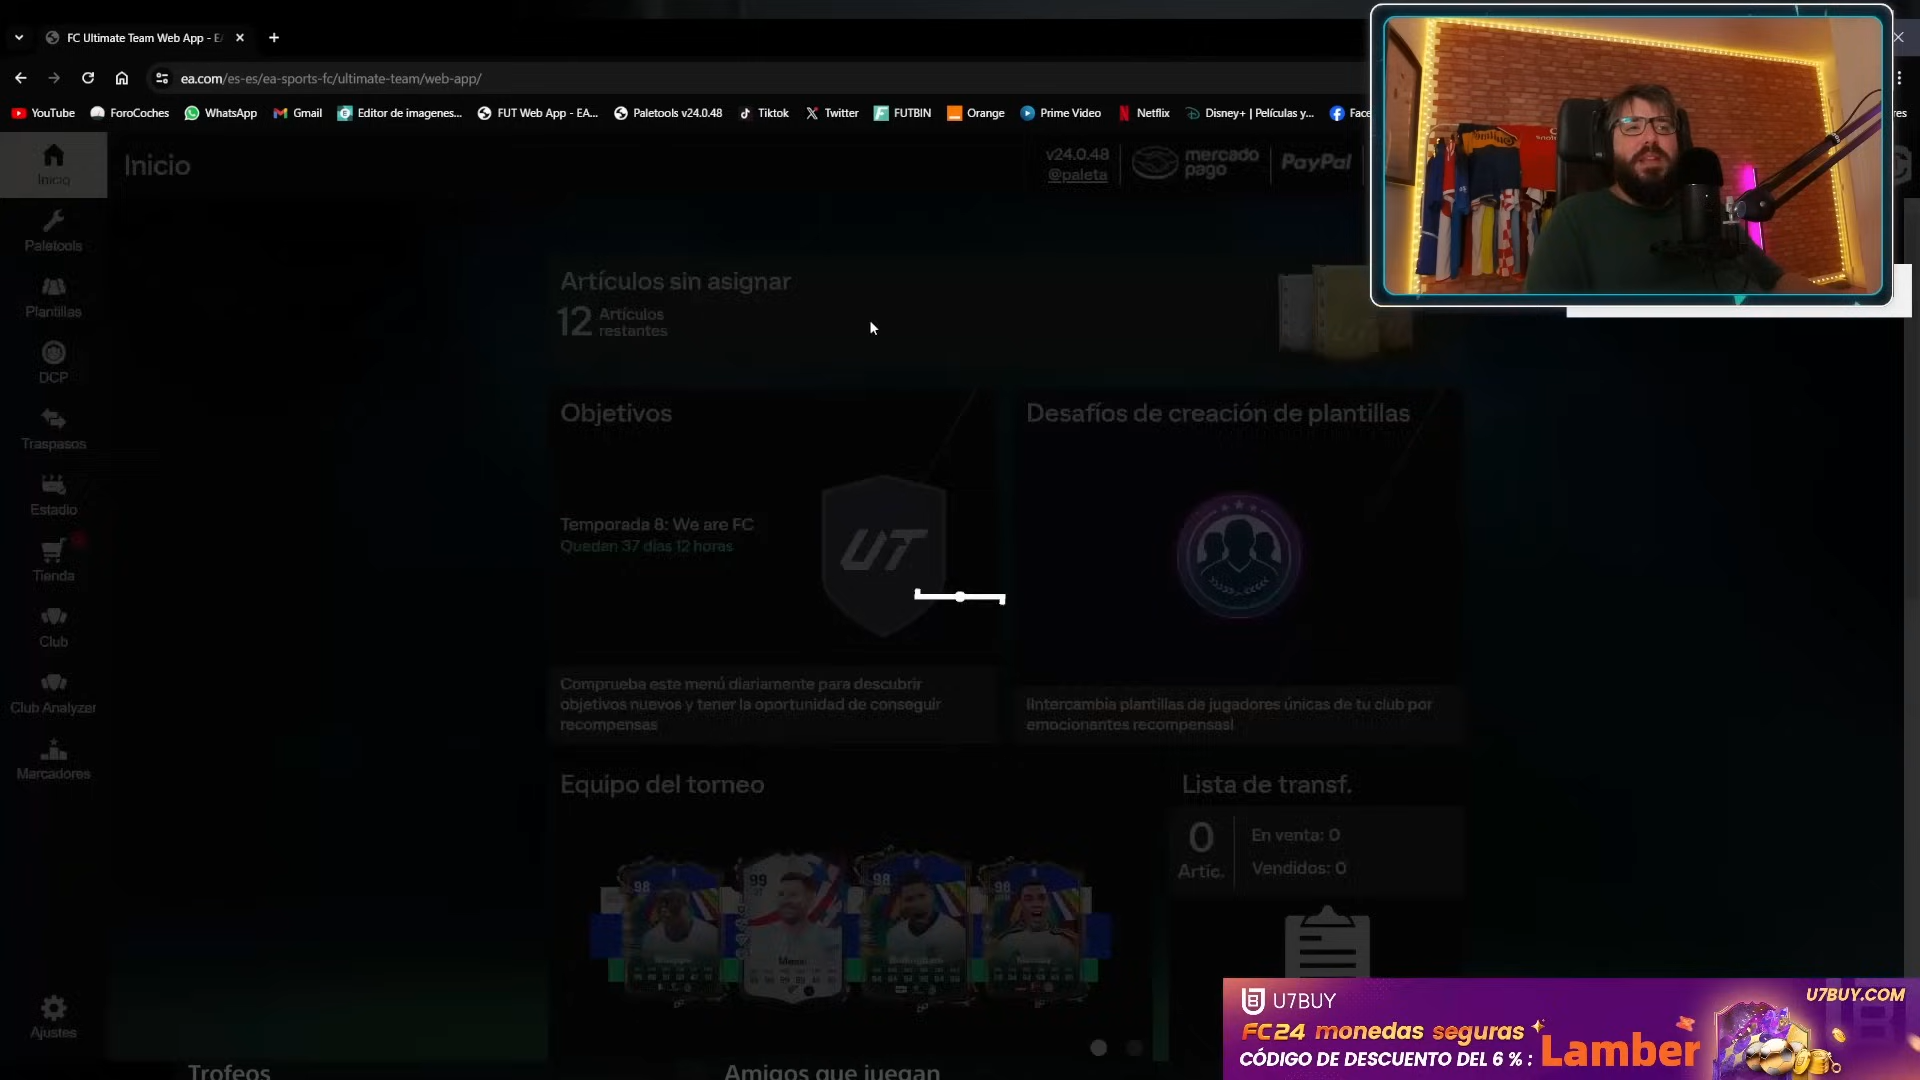 FC Ultimate Team Web App - EA
ea.com/es-es/ea-sports-fc/ultimate-team/web-app/
YouTube
ForoCoches
WhatsApp
Gmail
Editor de imagenes...
FUT Web App - EA...
Paletools v24.0.48
Tiktok
Twitter
FUTBIN
Orange
Prime Video
Netflix
Disney+ | Películas y...
Inicio
Paletools
Plantillas
DCP
Traspasos
Estadio
Tienda
Club
Club Analyzer
Marcadores
Ajustes
Inicio
v24.0.48
@paleta
mercado
pago
PayPal
Artículos sin asignar
12 Artículos
restantes
Objetivos
Temporada 8: We are FC
Quedan 37 días 12 horas
UT
Comprueba este menú diariamente para descubrir
objetivos nuevos y tener la oportunidad de conseguir
recompensas
Desafíos de creación de plantillas
¡Intercambia plantillas de jugadores únicas de tu club por
emocionantes recompensas!
Equipo del torneo
98
99
98
98
Messi
Lista de transf.
0
Artíc.
En venta: 0
Vendidos: 0
Trofeos
Amigos que juegan
U7BUY
U7BUY.COM
FC24 monedas seguras
CÓDIGO DE DESCUENTO DEL 6 % : Lamber